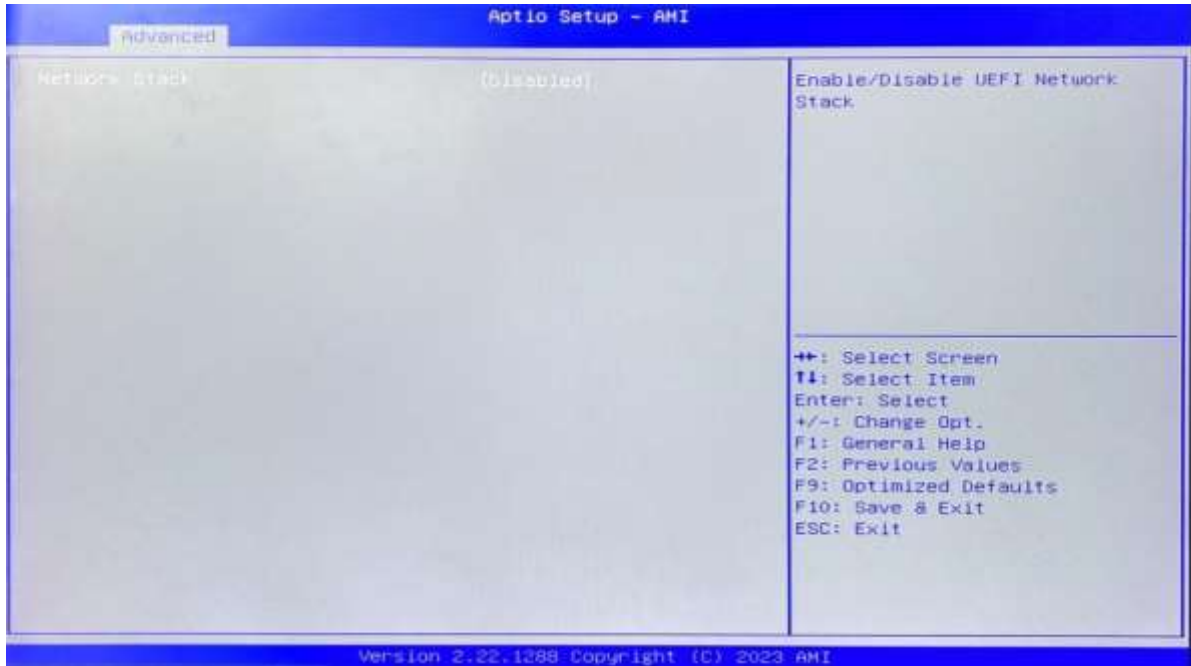 Aptio Setup - AMI
Advanced
Network Stack [Disabled]
Enable/Disable UEFI Network
Stack
→←: Select Screen
↑↓: Select Item
Enter: Select
+/-: Change Opt.
F1: General Help
F2: Previous Values
F9: Optimized Defaults
F10: Save & Exit
ESC: Exit
Version 2.22.1288 Copyright (C) 2023 AMI